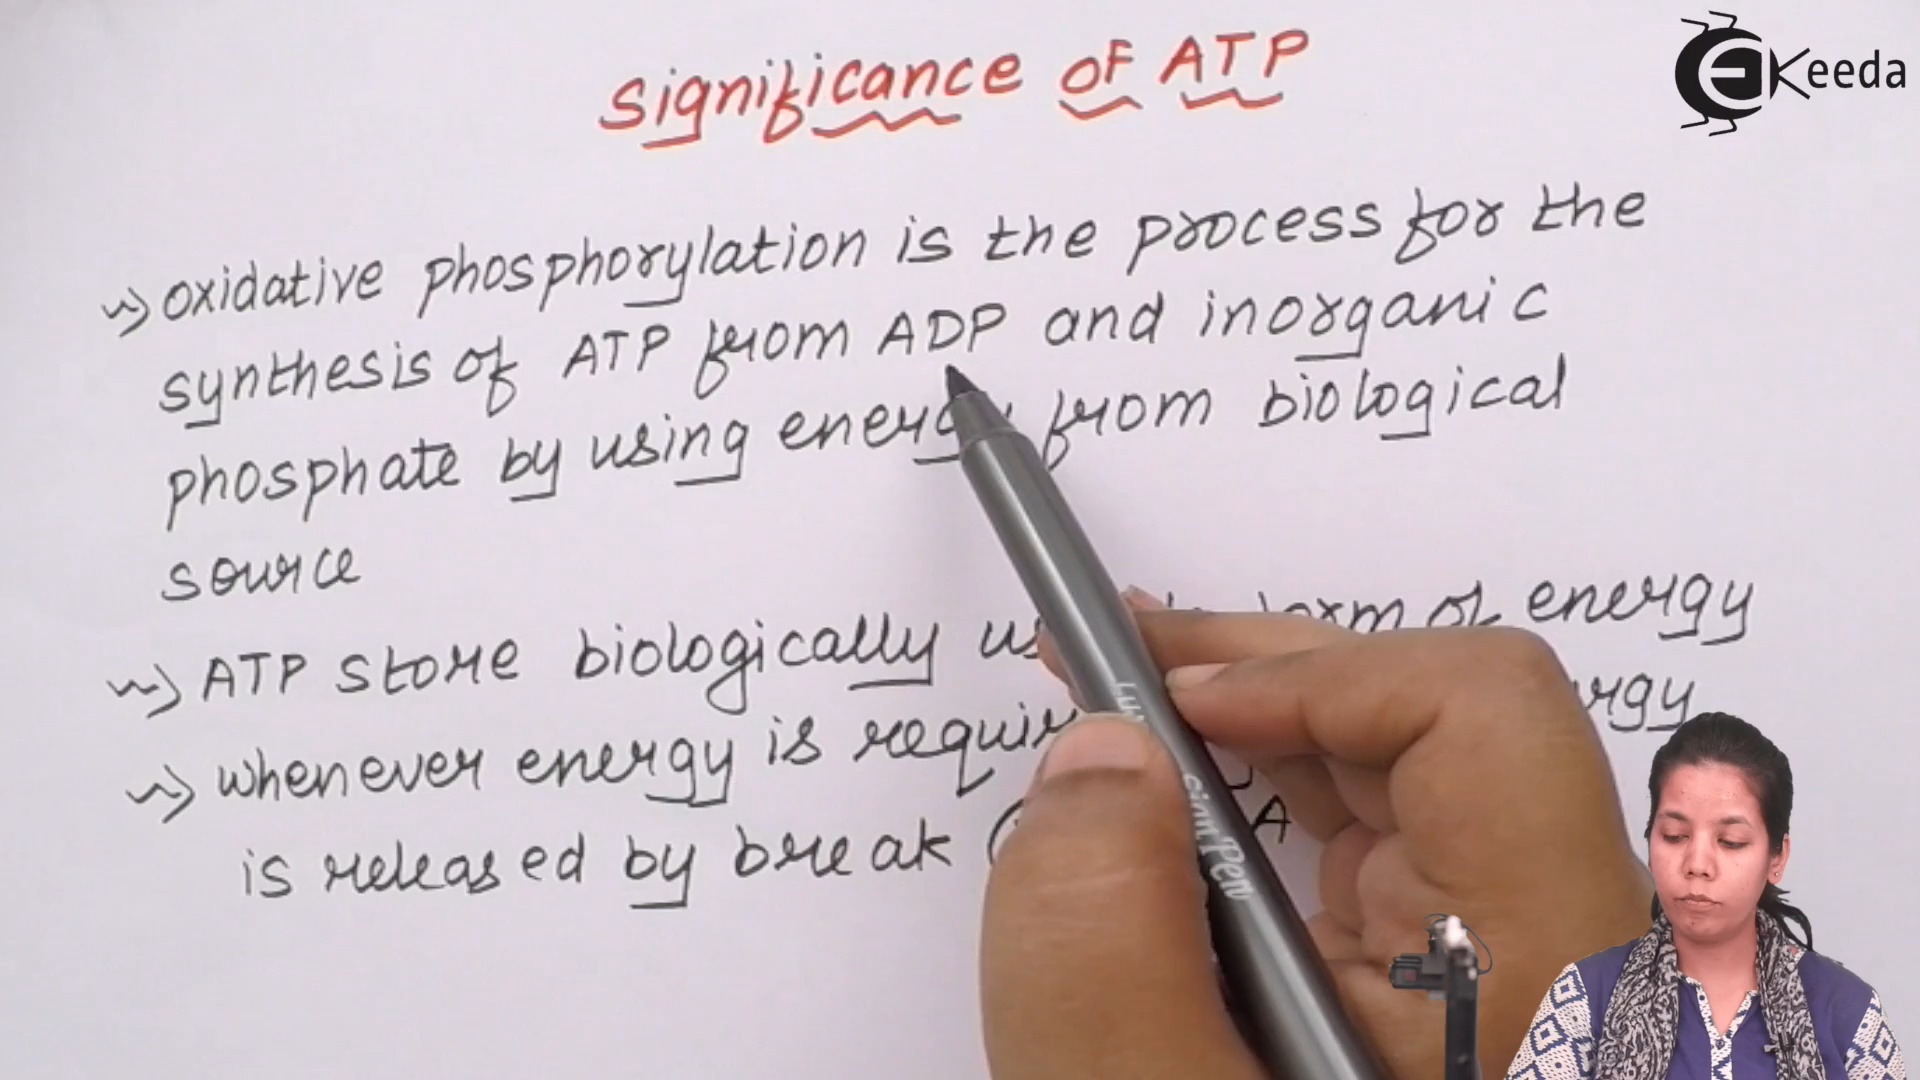 Significance of ATP
EKeeda
oxidative phosphorylation is the process for the
synthesis of ATP from ADP and inorganic
phosphate by using energy from biological
source
ATP store biologically form of energy
whenever energy is
is released by break
Pen